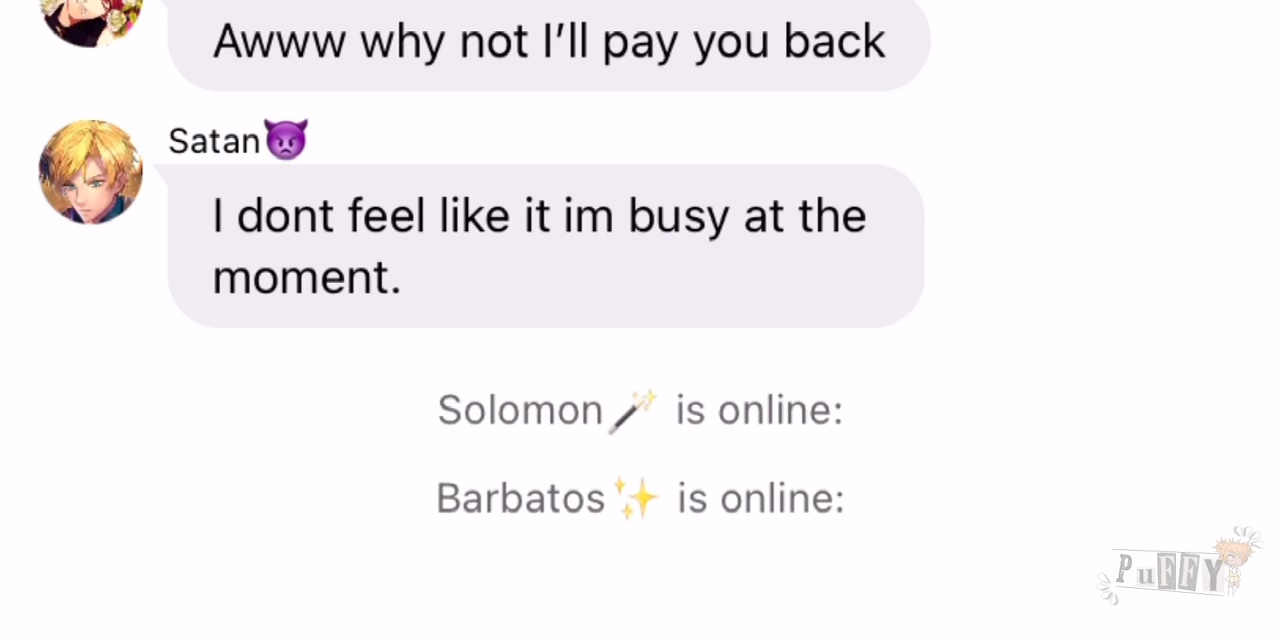 Awww why not I’ll pay you back
Satan👿
I dont feel like it im busy at the
moment.
Solomon🪄 is online:
Barbatos✨ is online:
PuFFY